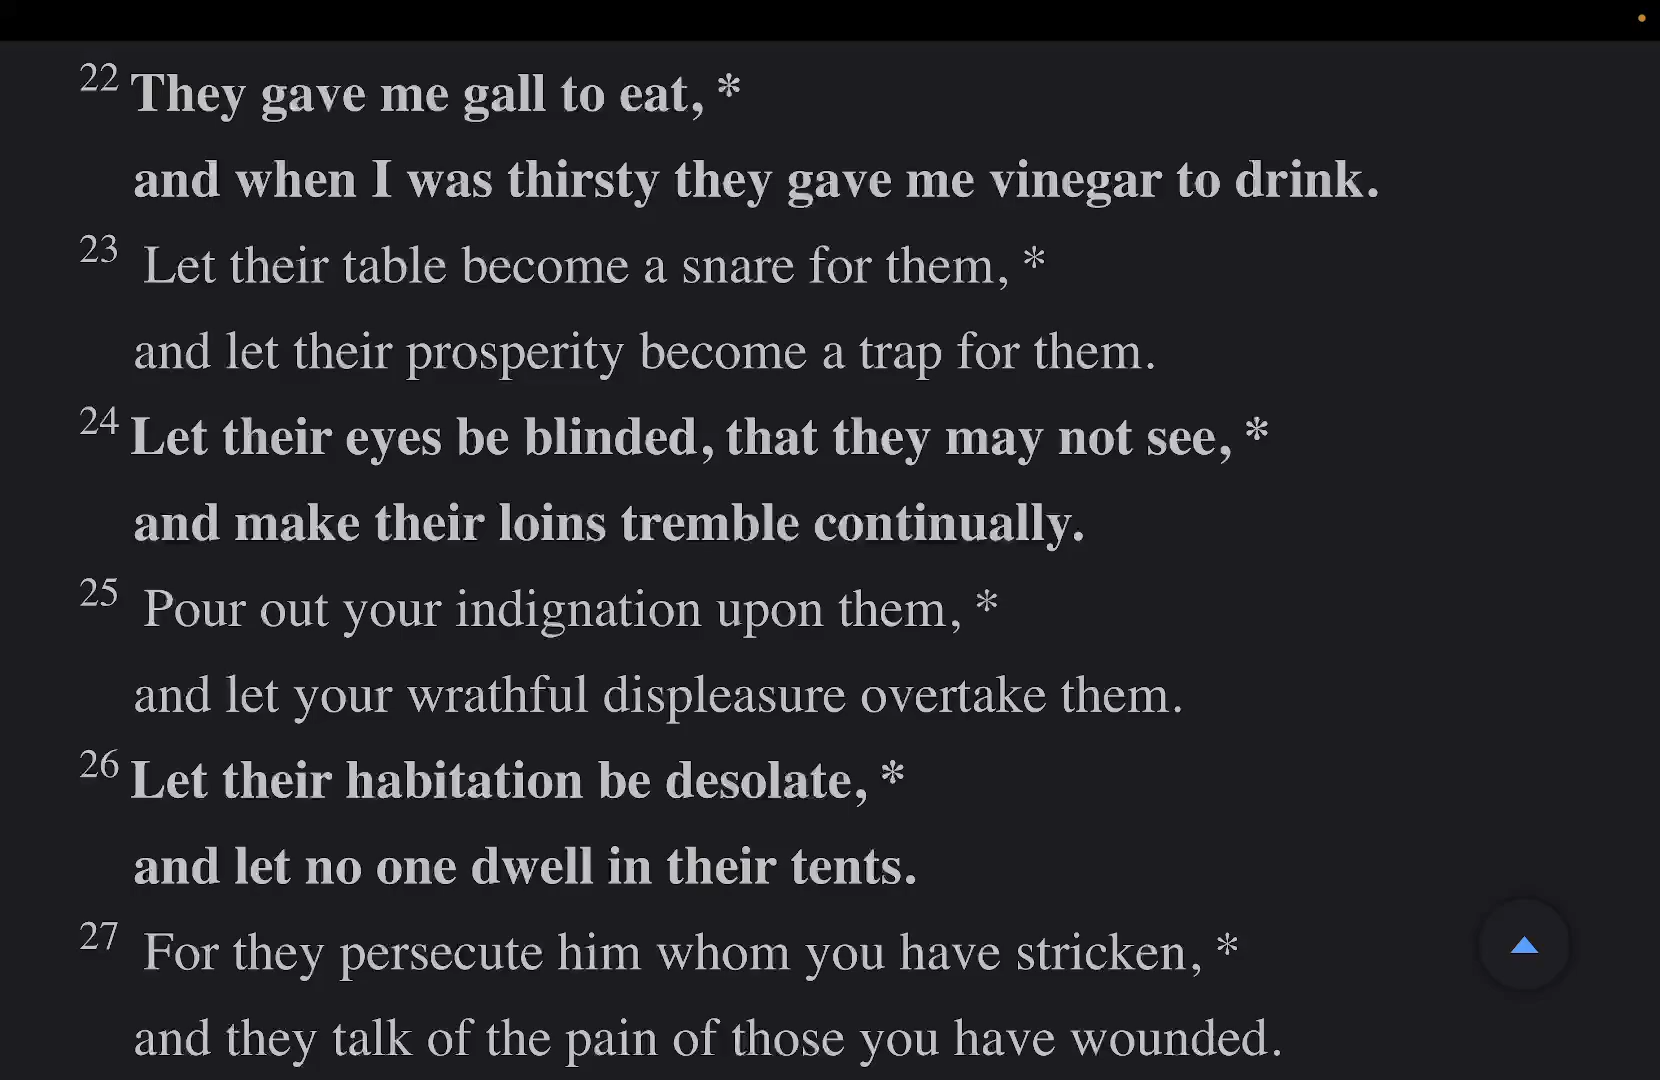 22 They gave me gall to eat, *
and when I was thirsty they gave me vinegar to drink.
23 Let their table become a snare for them, *
and let their prosperity become a trap for them.
24 Let their eyes be blinded, that they may not see, *
and make their loins tremble continually.
25 Pour out your indignation upon them, *
and let your wrathful displeasure overtake them.
26 Let their habitation be desolate, *
and let no one dwell in their tents.
27 For they persecute him whom you have stricken, *
and they talk of the pain of those you have wounded.